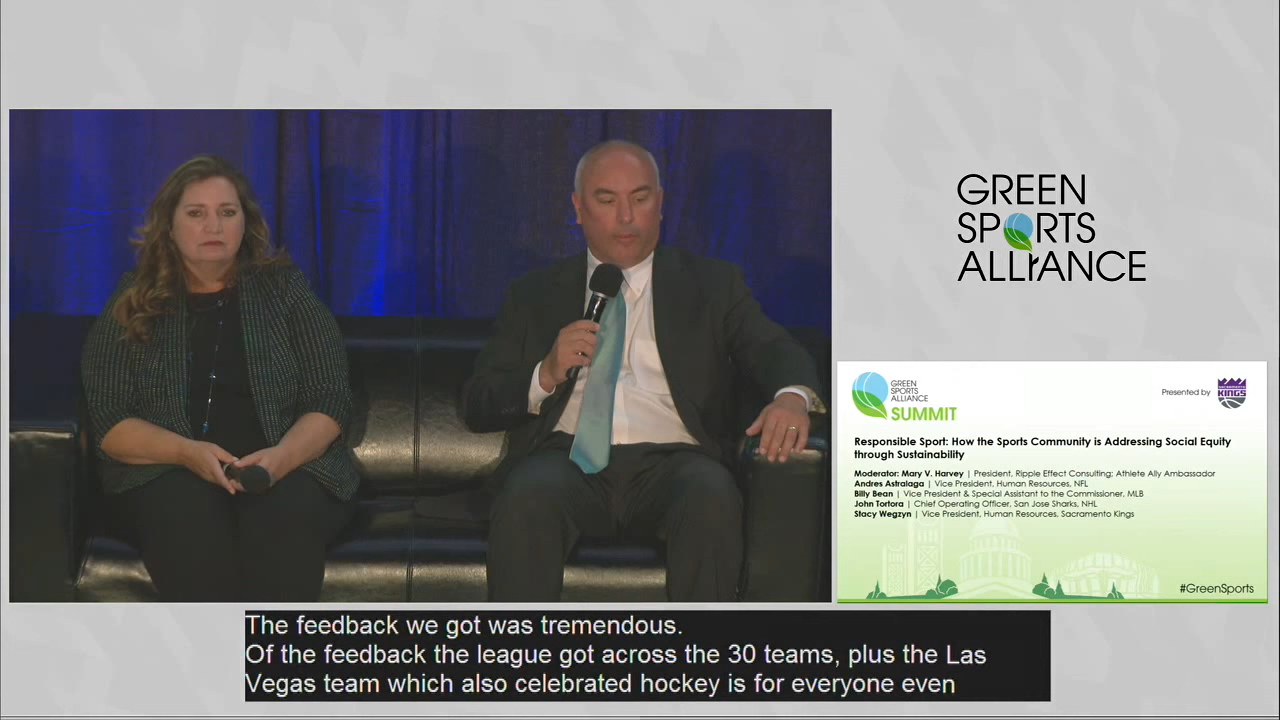 GREEN
SPORTS
ALLIANCE
GREEN
SPORTS
ALLIANCE
SUMMIT
Presented by
SACRAMENTO
KINGS
Responsible Sport: How the Sports Community is Addressing Social Equity
through Sustainability
Moderator: Mary V. Harvey | President, Ripple Effect Consulting; Athlete Ally Ambassador
Andres Astralaga | Vice President, Human Resources, NFL
Billy Bean | Vice President & Special Assistant to the Commissioner, MLB
John Tortora | Chief Operating Officer, San Jose Sharks, NHL
Stacy Wegzyn | Vice President, Human Resources, Sacramento Kings
#GreenSports
The feedback we got was tremendous.
Of the feedback the league got across the 30 teams, plus the Las
Vegas team which also celebrated hockey is for everyone even